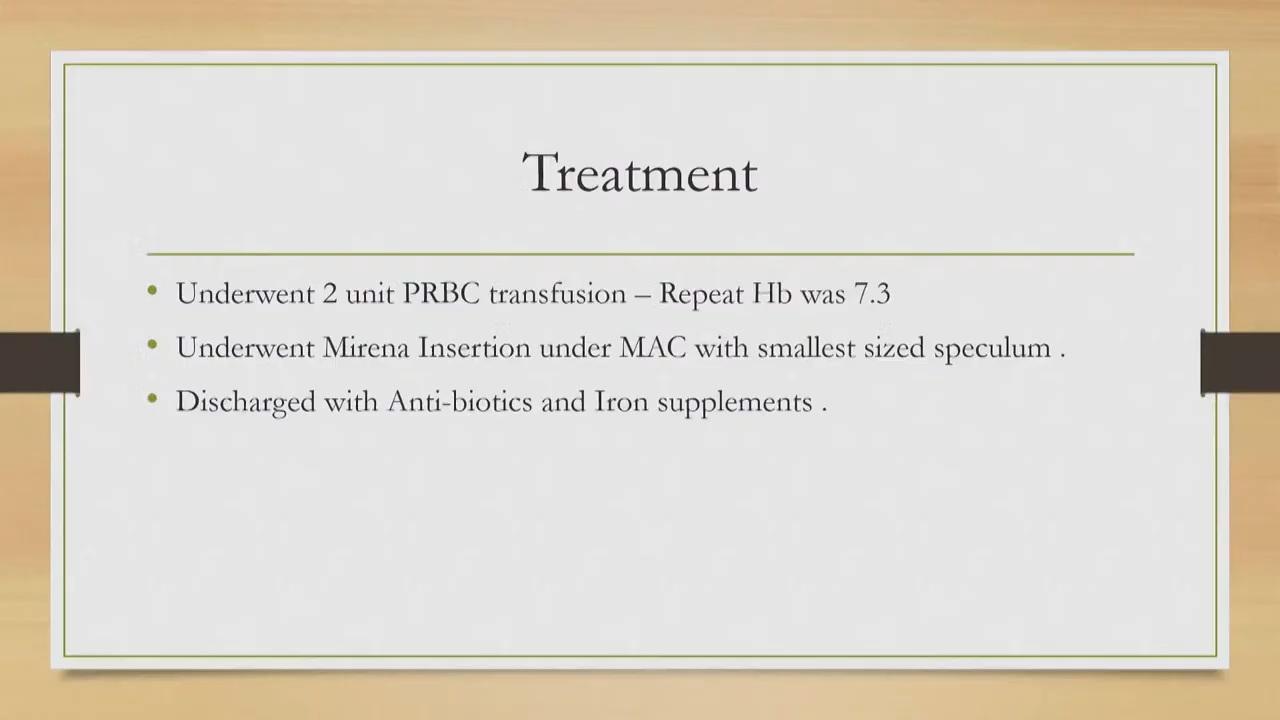 Treatment
• Underwent 2 unit PRBC transfusion – Repeat Hb was 7.3
• Underwent Mirena Insertion under MAC with smallest sized speculum .
• Discharged with Anti-biotics and Iron supplements .